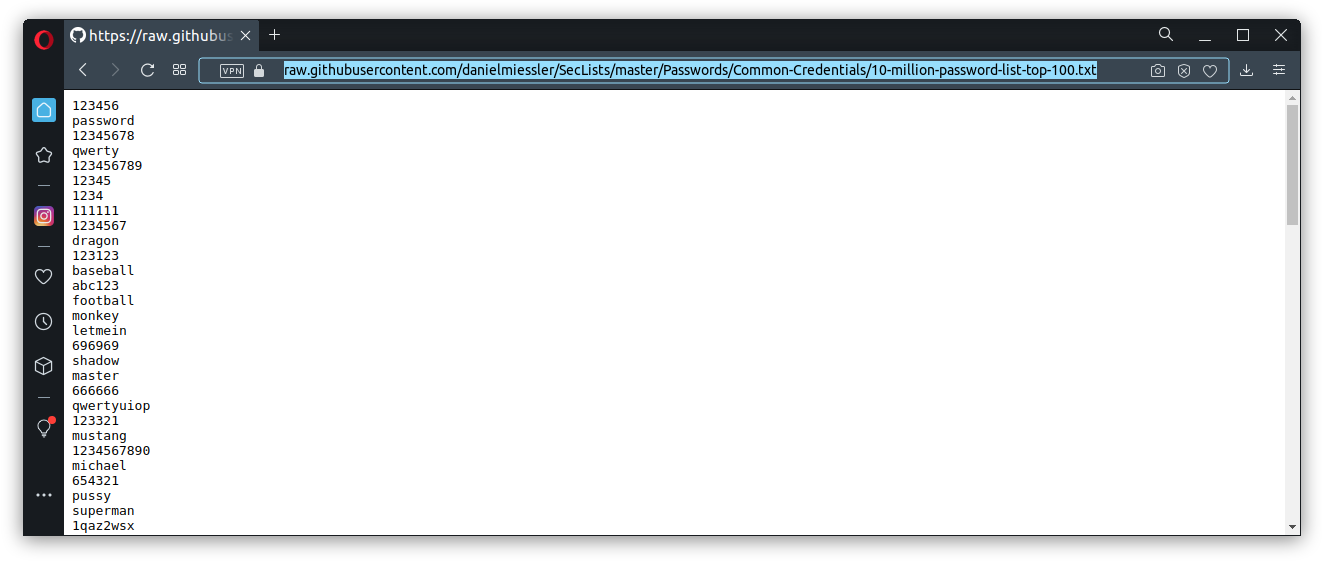 https://raw.githubus
VPN
raw.githubusercontent.com/danielmiessler/SecLists/master/Passwords/Common-Credentials/10-million-password-list-top-100.txt
123456
password
12345678
qwerty
123456789
12345
1234
111111
1234567
dragon
123123
baseball
abc123
football
monkey
letmein
696969
shadow
master
666666
qwertyuiop
123321
mustang
1234567890
michael
654321
pussy
superman
1qaz2wsx